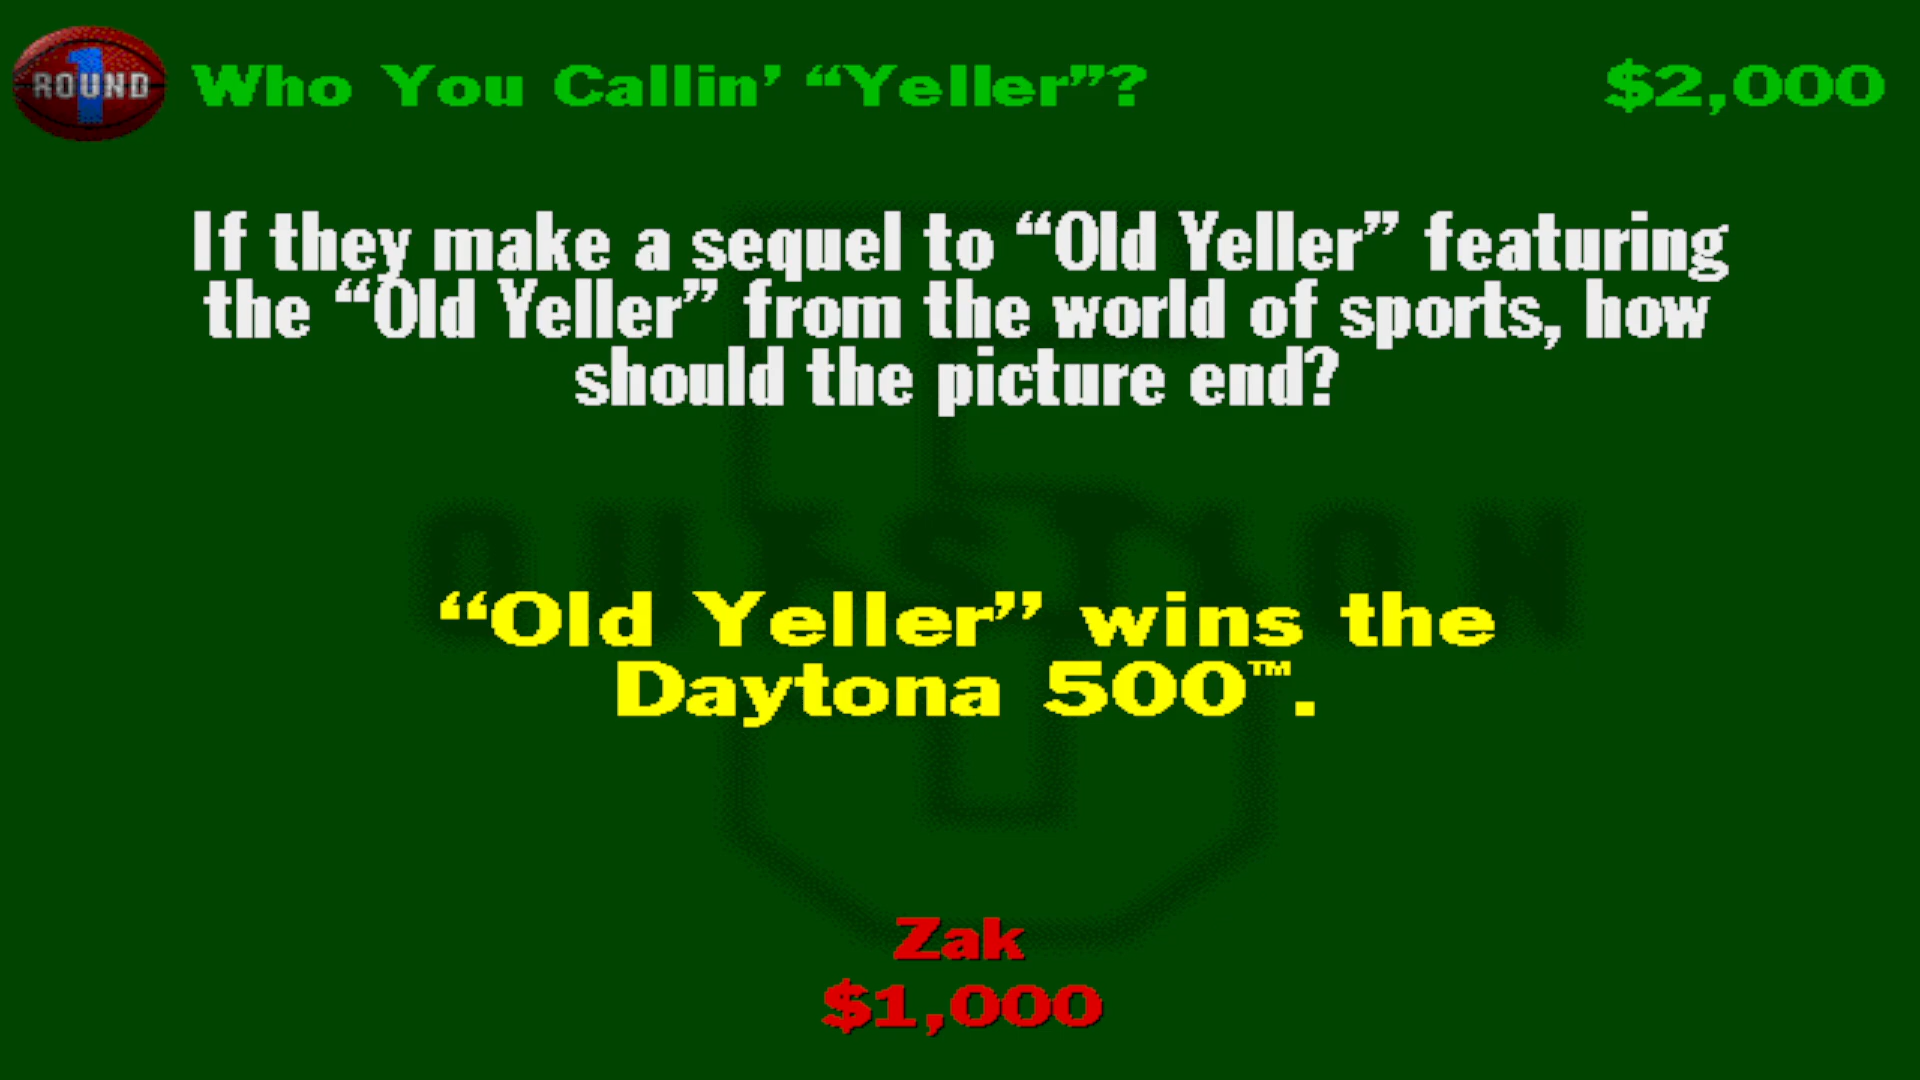 ROUND 1
Who You Callin' “Yeller”?
$2,000
If they make a sequel to “Old Yeller” featuring
the “Old Yeller” from the world of sports, how
should the picture end?
QUESTION
5
“Old Yeller” wins the
Daytona 500™.
Zak
$1,000